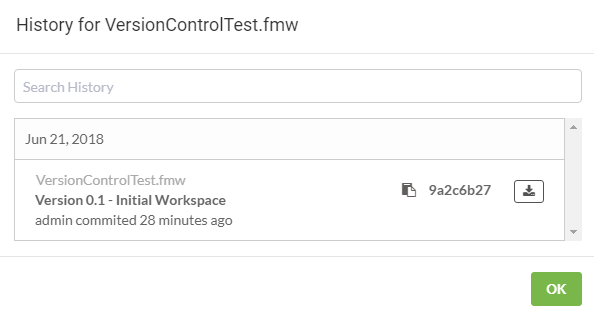 History for VersionControlTest.fmw
Search History
Jun 21, 2018
VersionControlTest.fmw
Version 0.1 - Initial Workspace
9a2c6b27
admin commited 28 minutes ago
OK